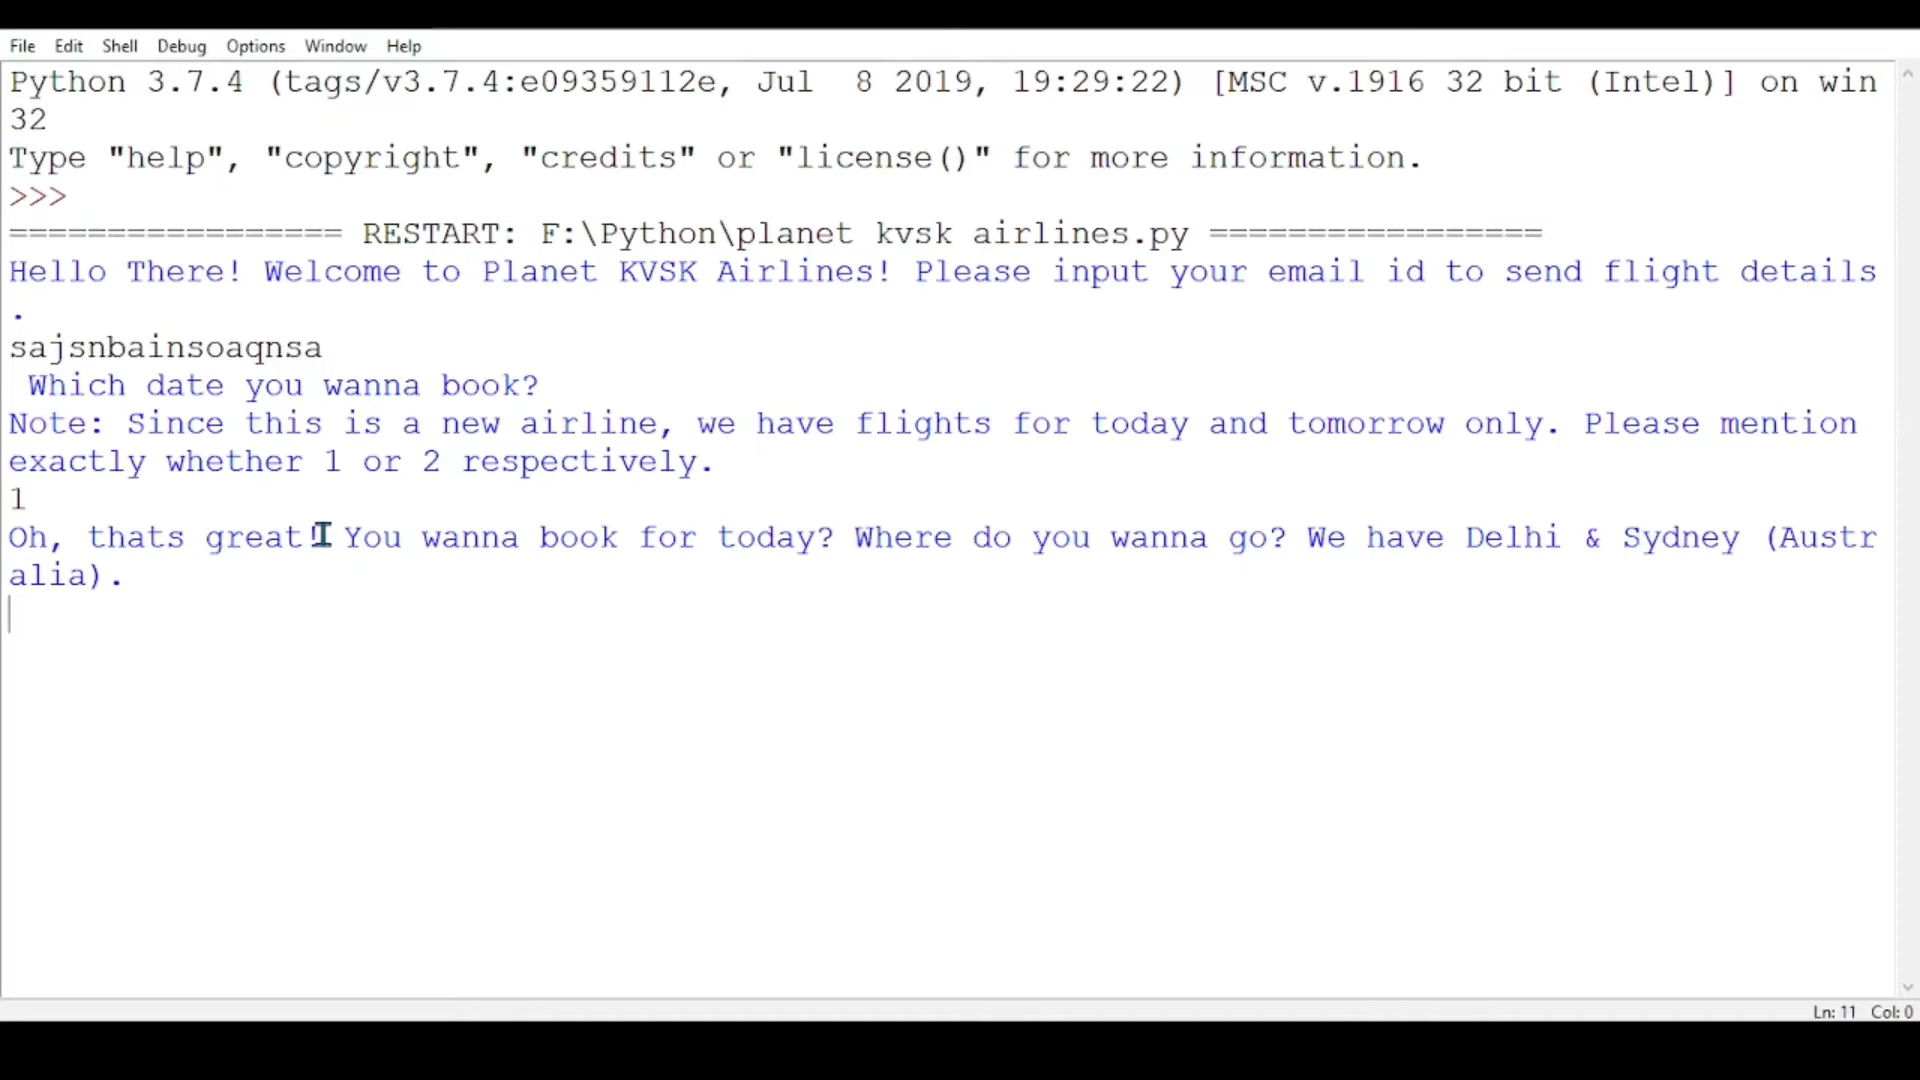 File Edit Shell Debug Options Window Help
Python 3.7.4 (tags/v3.7.4:e09359112e, Jul  8 2019, 19:29:22) [MSC v.1916 32 bit (Intel)] on win
32
Type "help", "copyright", "credits" or "license()" for more information.
>>>
================= RESTART: F:\Python\planet kvsk airlines.py =================
Hello There! Welcome to Planet KVSK Airlines! Please input your email id to send flight details
.
sajsnbainsoaqnsa
 Which date you wanna book?
Note: Since this is a new airline, we have flights for today and tomorrow only. Please mention
exactly whether 1 or 2 respectively.
1
Oh, thats great! You wanna book for today? Where do you wanna go? We have Delhi & Sydney (Austr
alia).
Ln: 11 Col: 0